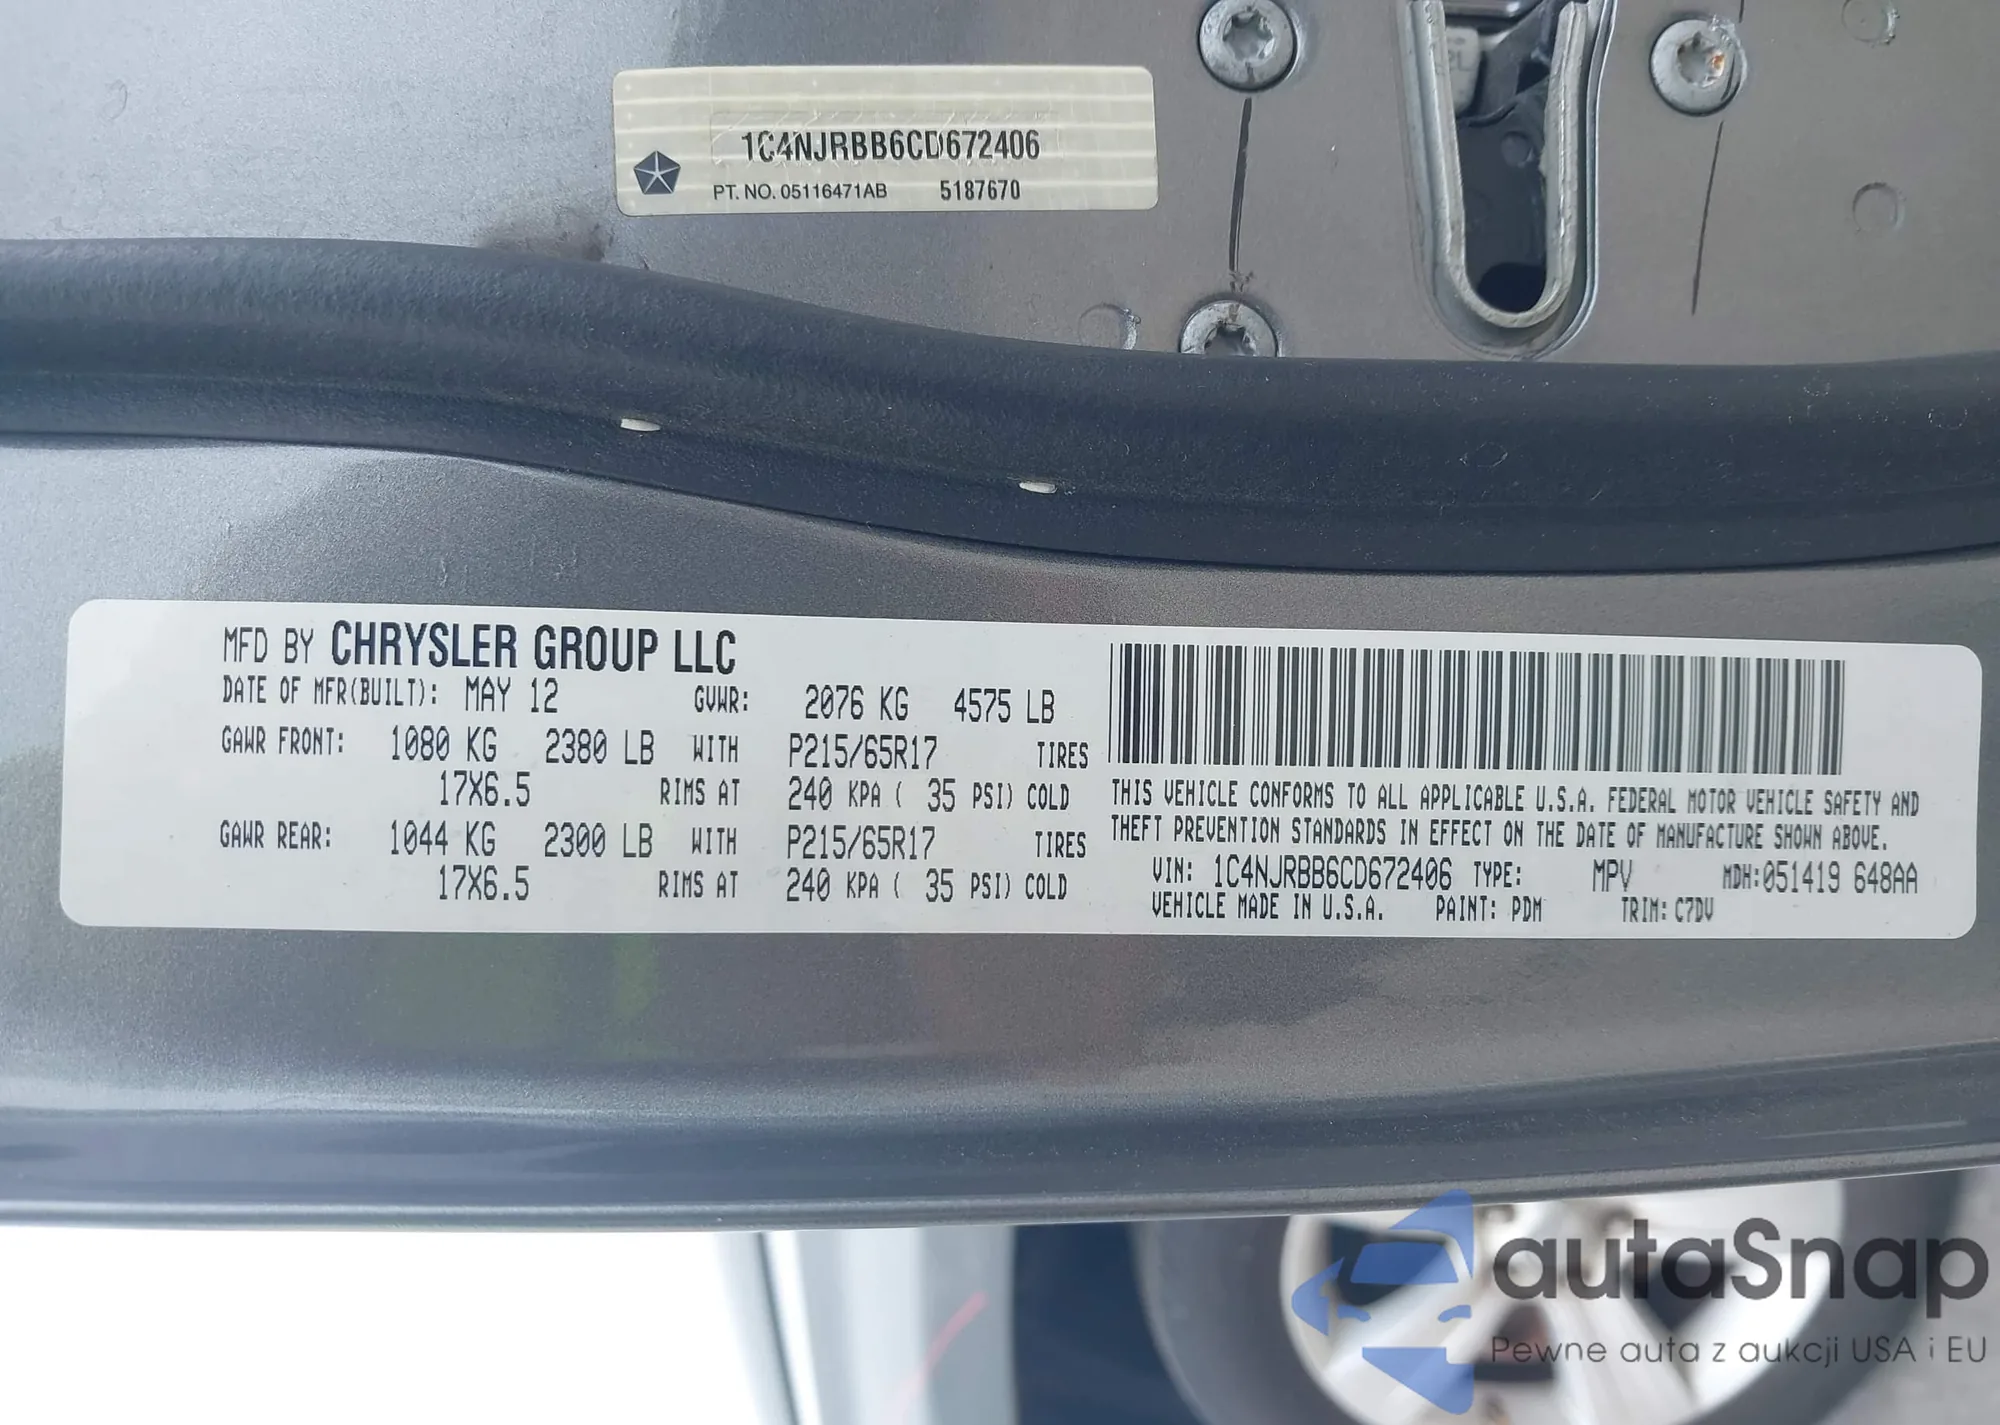 1C4NJRBB6CD672406
PT. NO. 05116471AB 5187670
MFD BY CHRYSLER GROUP LLC
DATE OF MFR(BUILT): MAY 12 GVWR: 2076 KG 4575 LB
GAWR FRONT: 1080 KG 2380 LB WITH P215/65R17 TIRES
17X6.5 RIMS AT 240 KPA ( 35 PSI) COLD
GAWR REAR: 1044 KG 2300 LB WITH P215/65R17 TIRES
17X6.5 RIMS AT 240 KPA ( 35 PSI) COLD
THIS VEHICLE CONFORMS TO ALL APPLICABLE U.S.A. FEDERAL MOTOR VEHICLE SAFETY AND
THEFT PREVENTION STANDARDS IN EFFECT ON THE DATE OF MANUFACTURE SHOWN ABOVE.
VIN: 1C4NJRBB6CD672406 TYPE: MPV MDH:051419 648AA
VEHICLE MADE IN U.S.A. PAINT: PDM TRIM: C7DV
autaSnap
Pewne auta z aukcji USA i EU